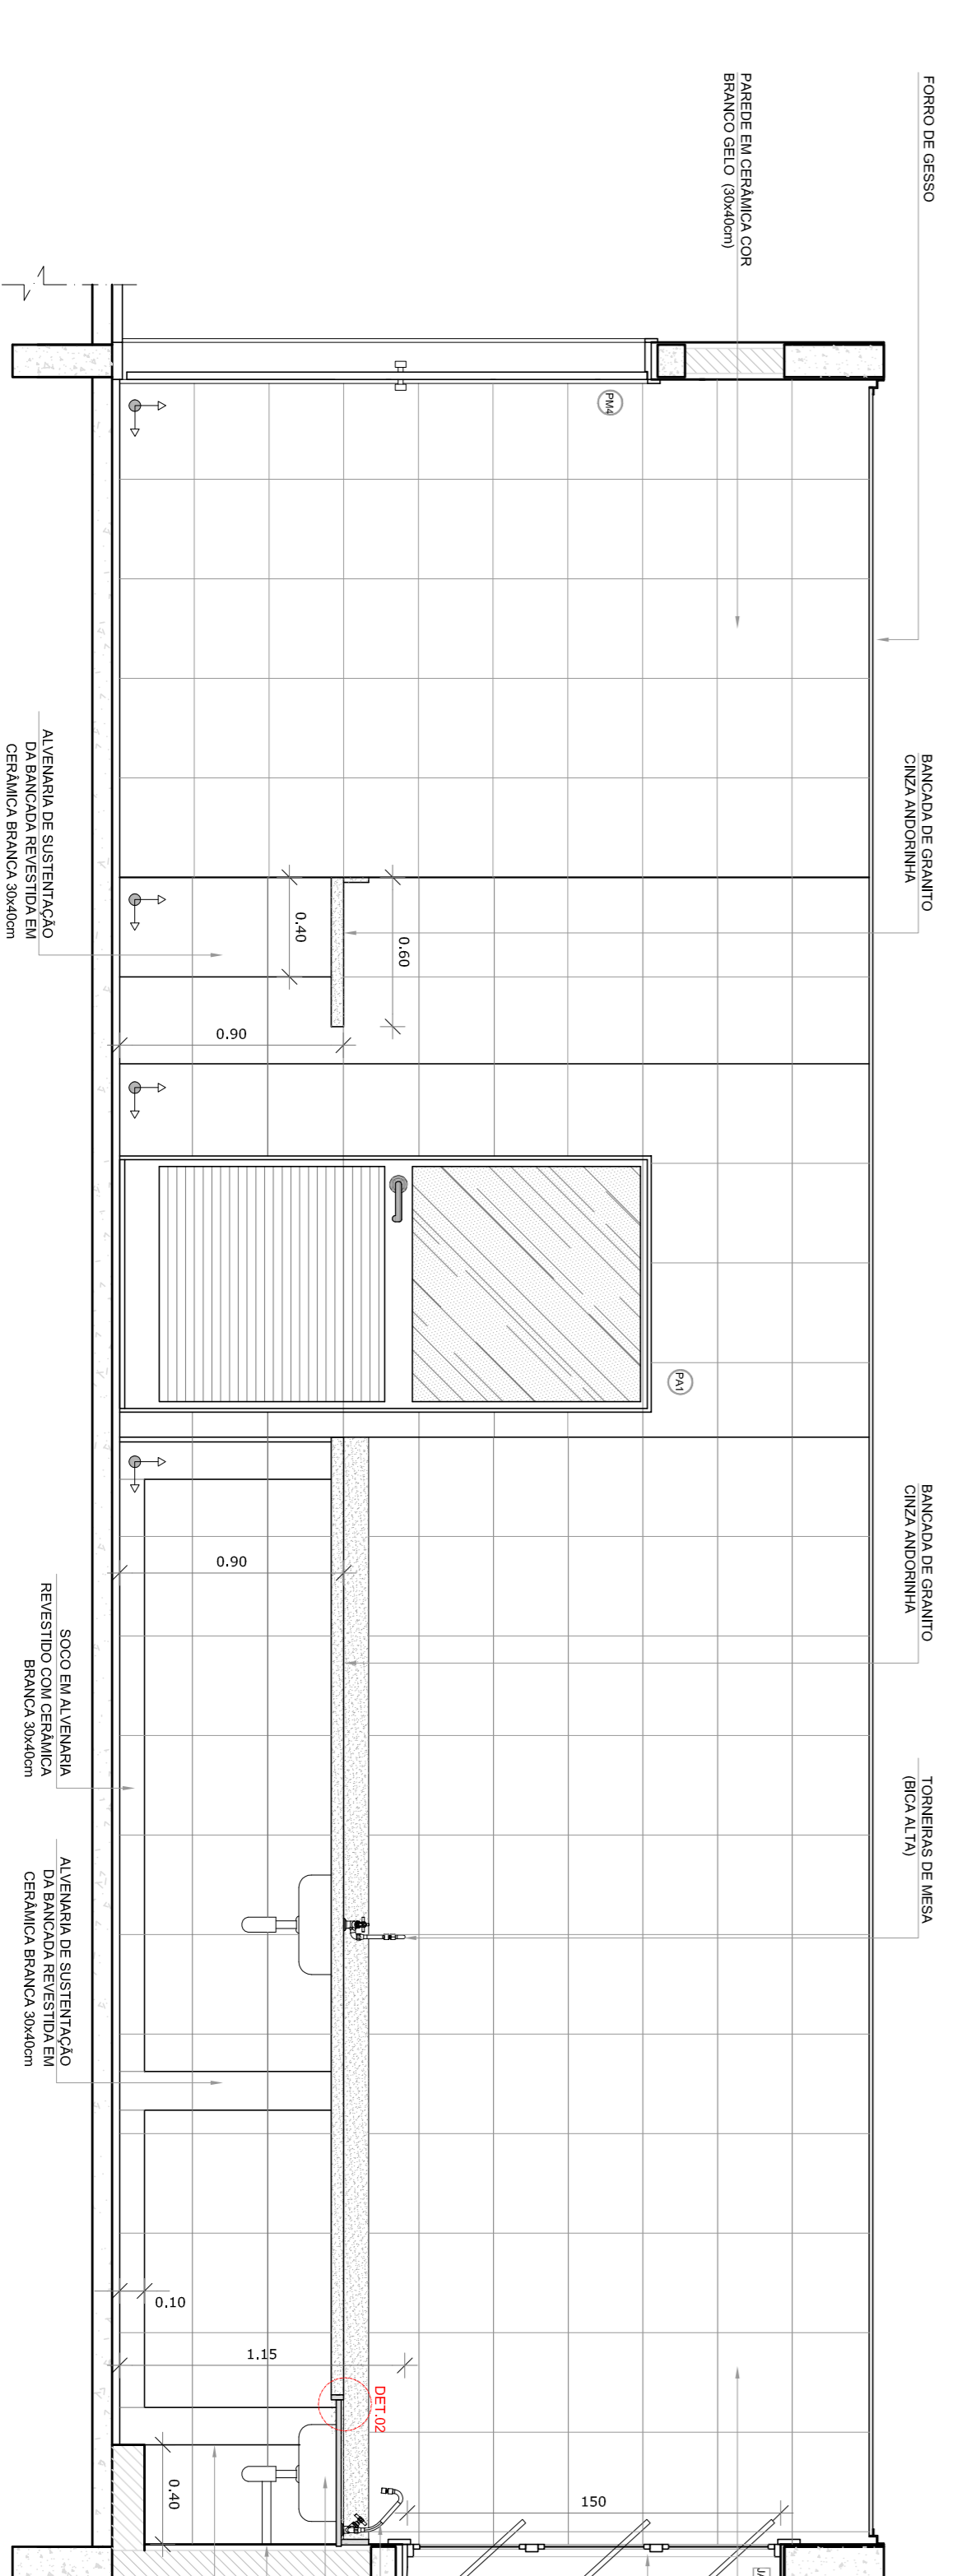 FORRO DE GESSO
PAREDE EM CERÂMICA COR
BRANCO GELO (30x40cm)
BANCADA DE GRANITO
CINZA ANDORINHA
BANCADA DE GRANITO
CINZA ANDORINHA
TORNEIRAS DE MESA
(BICA ALTA)
PM4
0.60
0.40
0.90
PA1
0.90
DET.02
150
0.10
1.15
0.40
ALVENARIA DE SUSTENTAÇÃO
DA BANCADA REVESTIDA EM
CERÂMICA BRANCA 30x40cm
SOCO EM ALVENARIA
REVESTIDO COM CERÂMICA
BRANCA 30x40cm
ALVENARIA DE SUSTENTAÇÃO
DA BANCADA REVESTIDA EM
CERÂMICA BRANCA 30x40cm